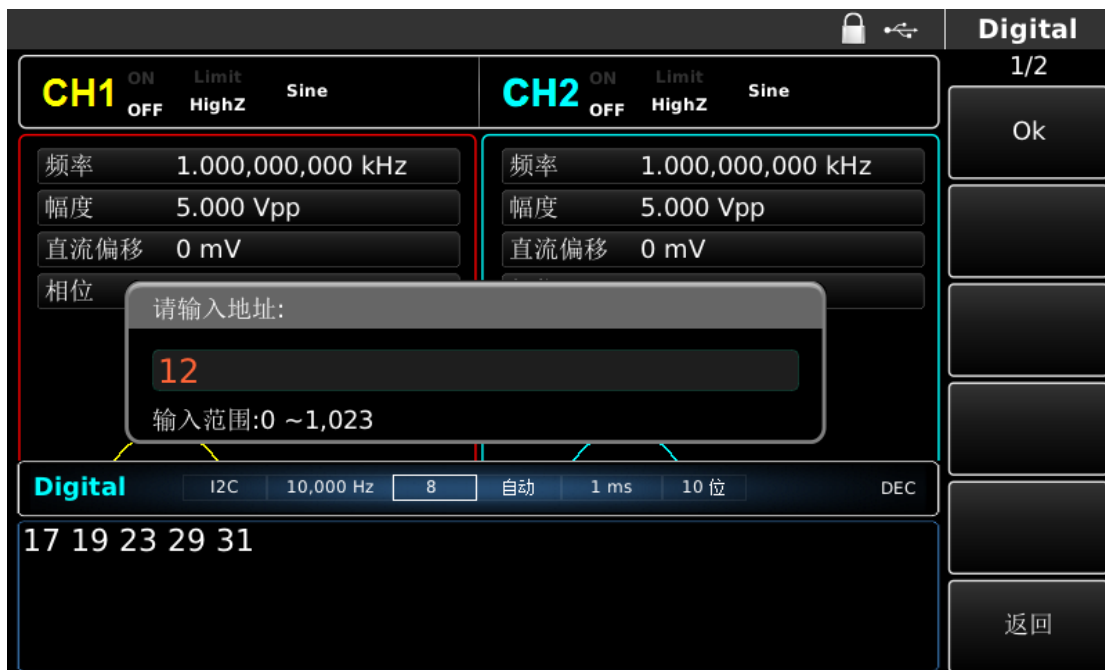 Digital
1/2
CH1 ON OFF Limit HighZ Sine
CH2 ON OFF Limit HighZ Sine
Ok
频率 1.000,000,000 kHz
频率 1.000,000,000 kHz
幅度 5.000 Vpp
幅度 5.000 Vpp
直流偏移 0 mV
直流偏移 0 mV
相位
请输入地址:
12
输入范围:0 ~1,023
Digital I2C 10,000 Hz 8 自动 1 ms 10 位 DEC
17 19 23 29 31
返回